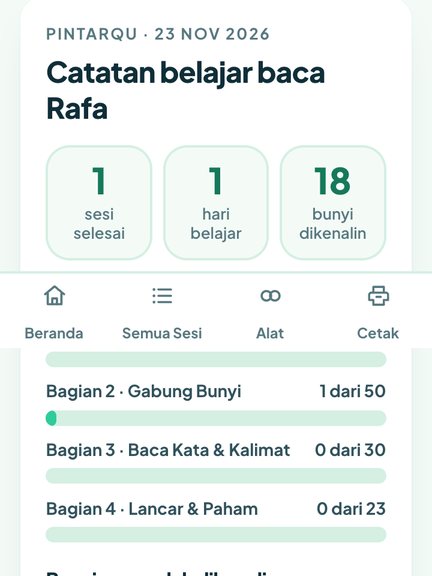 PINTARQU · 23 NOV 2026
Catatan belajar baca
Rafa
1
sesi
selesai
1
hari
belajar
18
bunyi
dikenalin
Beranda
Semua Sesi
Alat
Cetak
Bagian 2 · Gabung Bunyi 1 dari 50
Bagian 3 · Baca Kata & Kalimat 0 dari 30
Bagian 4 · Lancar & Paham 0 dari 23